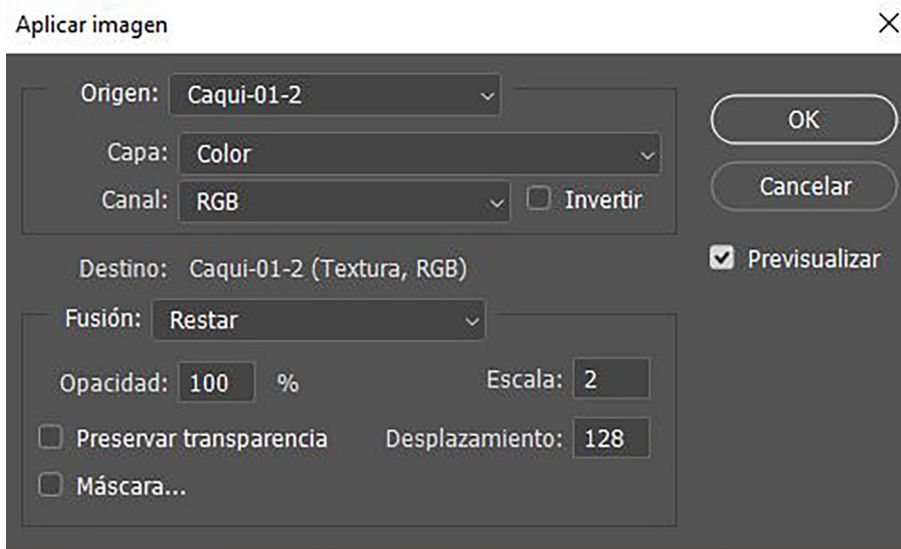 Aplicar imagen
Origen: Caqui-01-2
OK
Capa: Color
Canal: RGB Invertir
Cancelar
Destino: Caqui-01-2 (Textura, RGB)
Previsualizar
Fusión: Restar
Opacidad: 100 % Escala: 2
Preservar transparencia Desplazamiento: 128
Máscara...